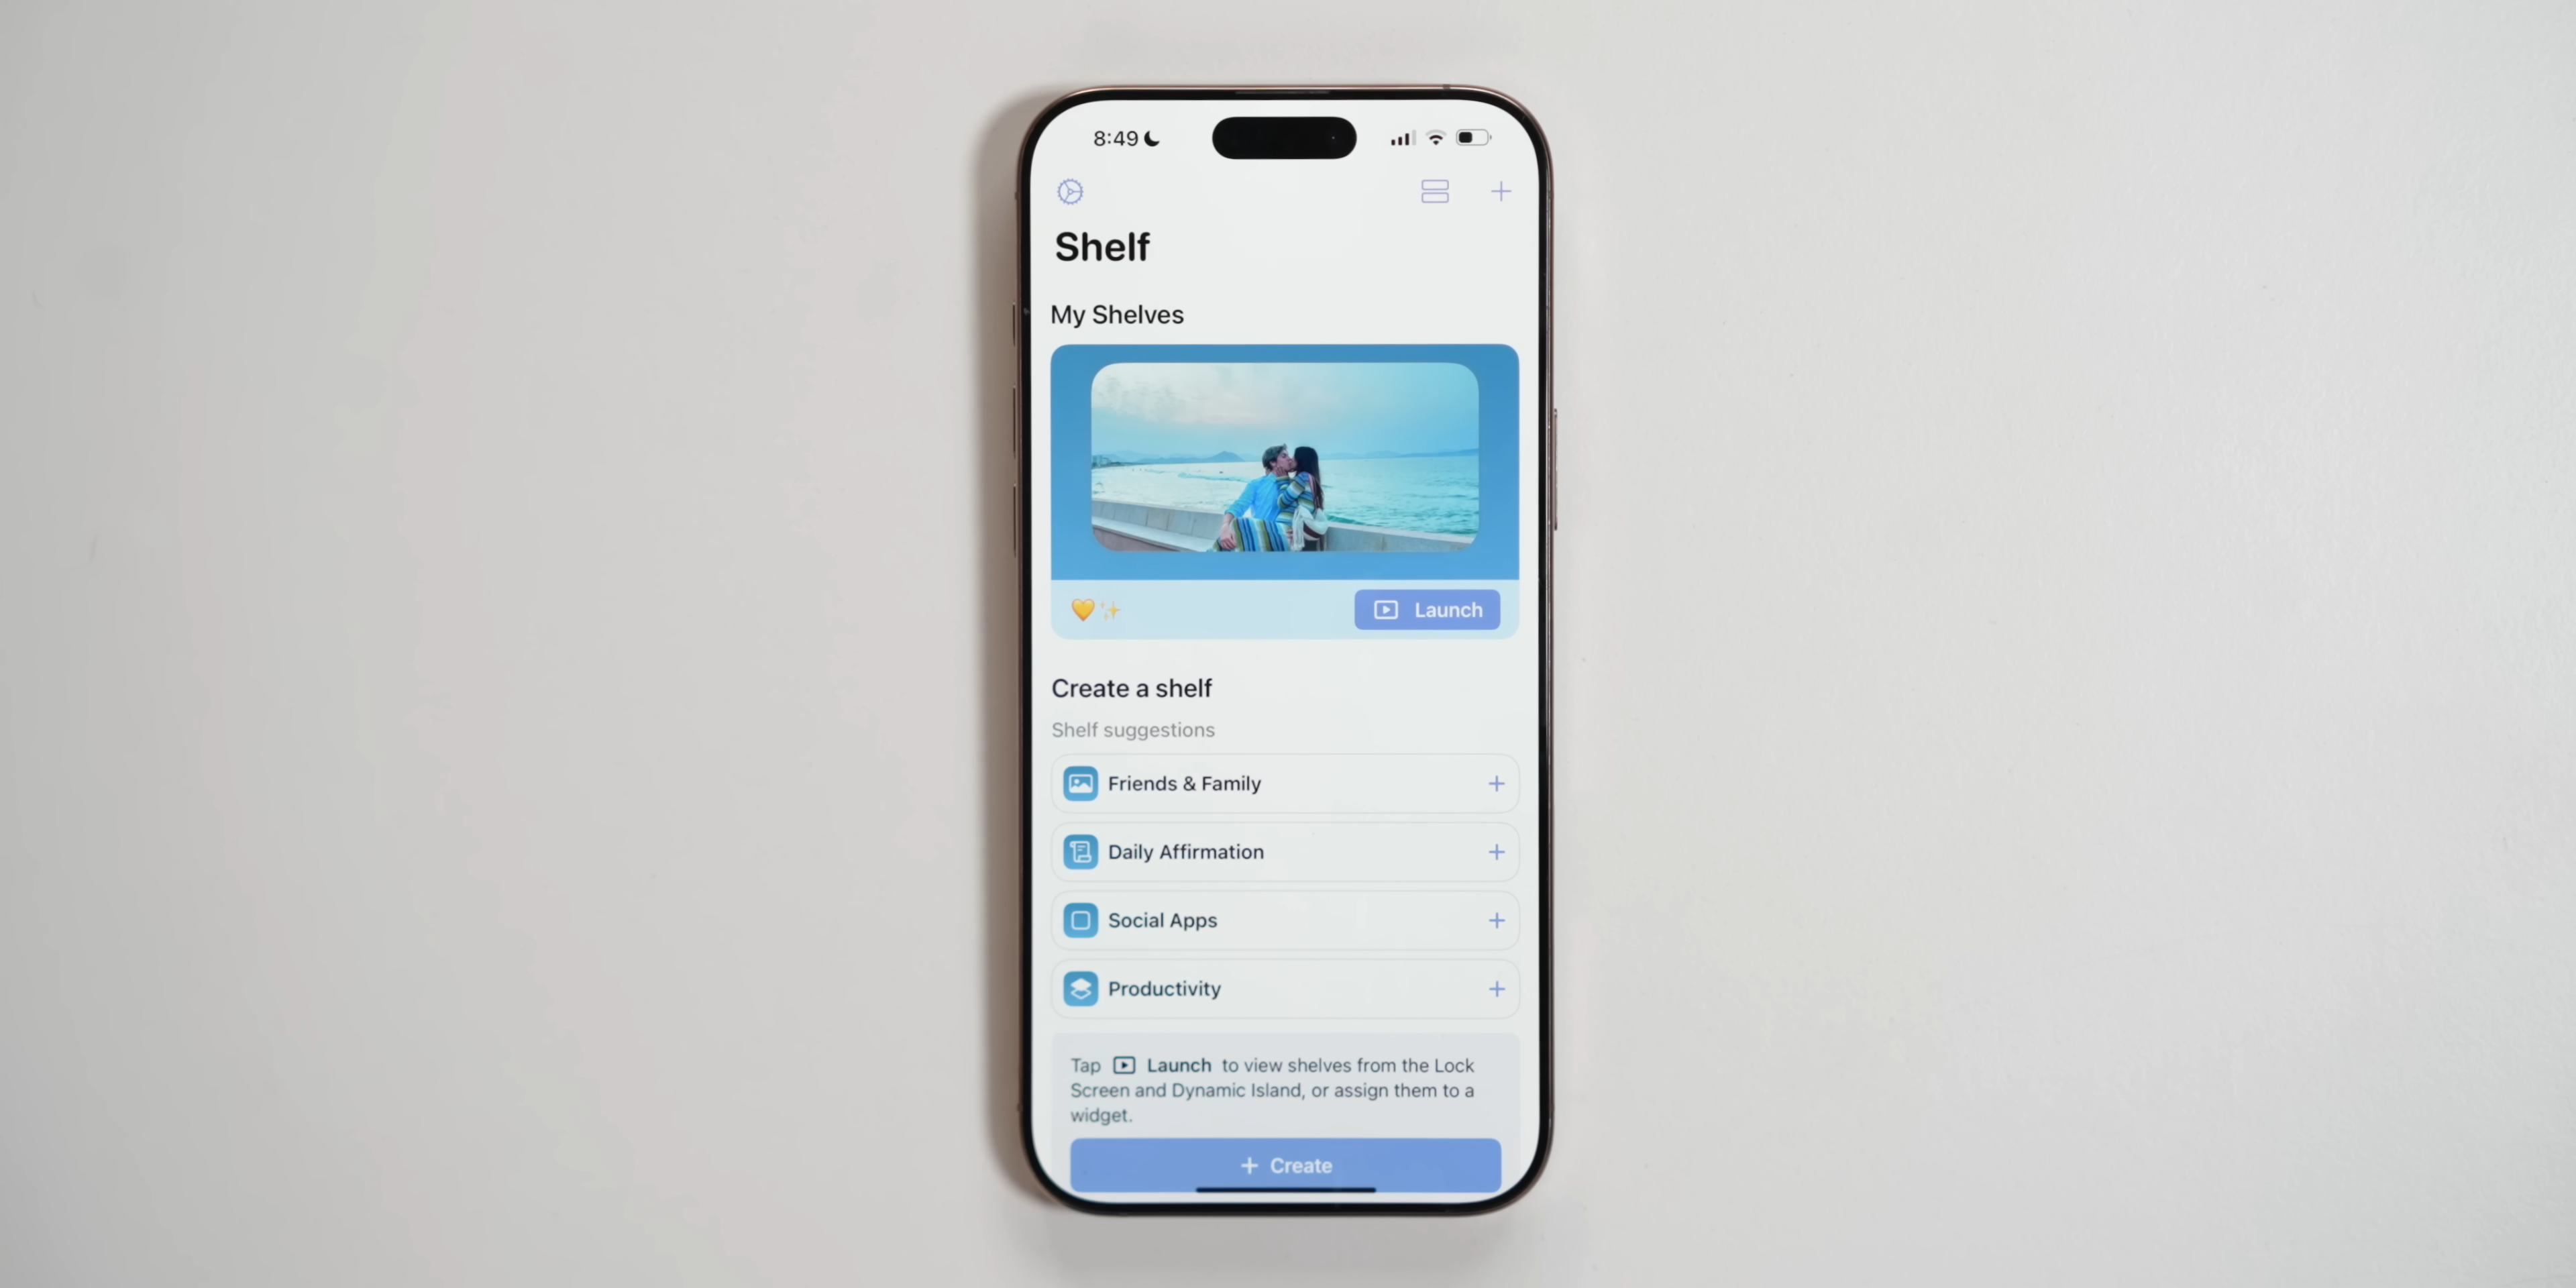 8:49
Shelf
My Shelves
💛✨
Launch
Create a shelf
Shelf suggestions
Friends & Family
Daily Affirmation
Social Apps
Productivity
Tap Launch to view shelves from the Lock
Screen and Dynamic Island, or assign them to a
widget.
+ Create